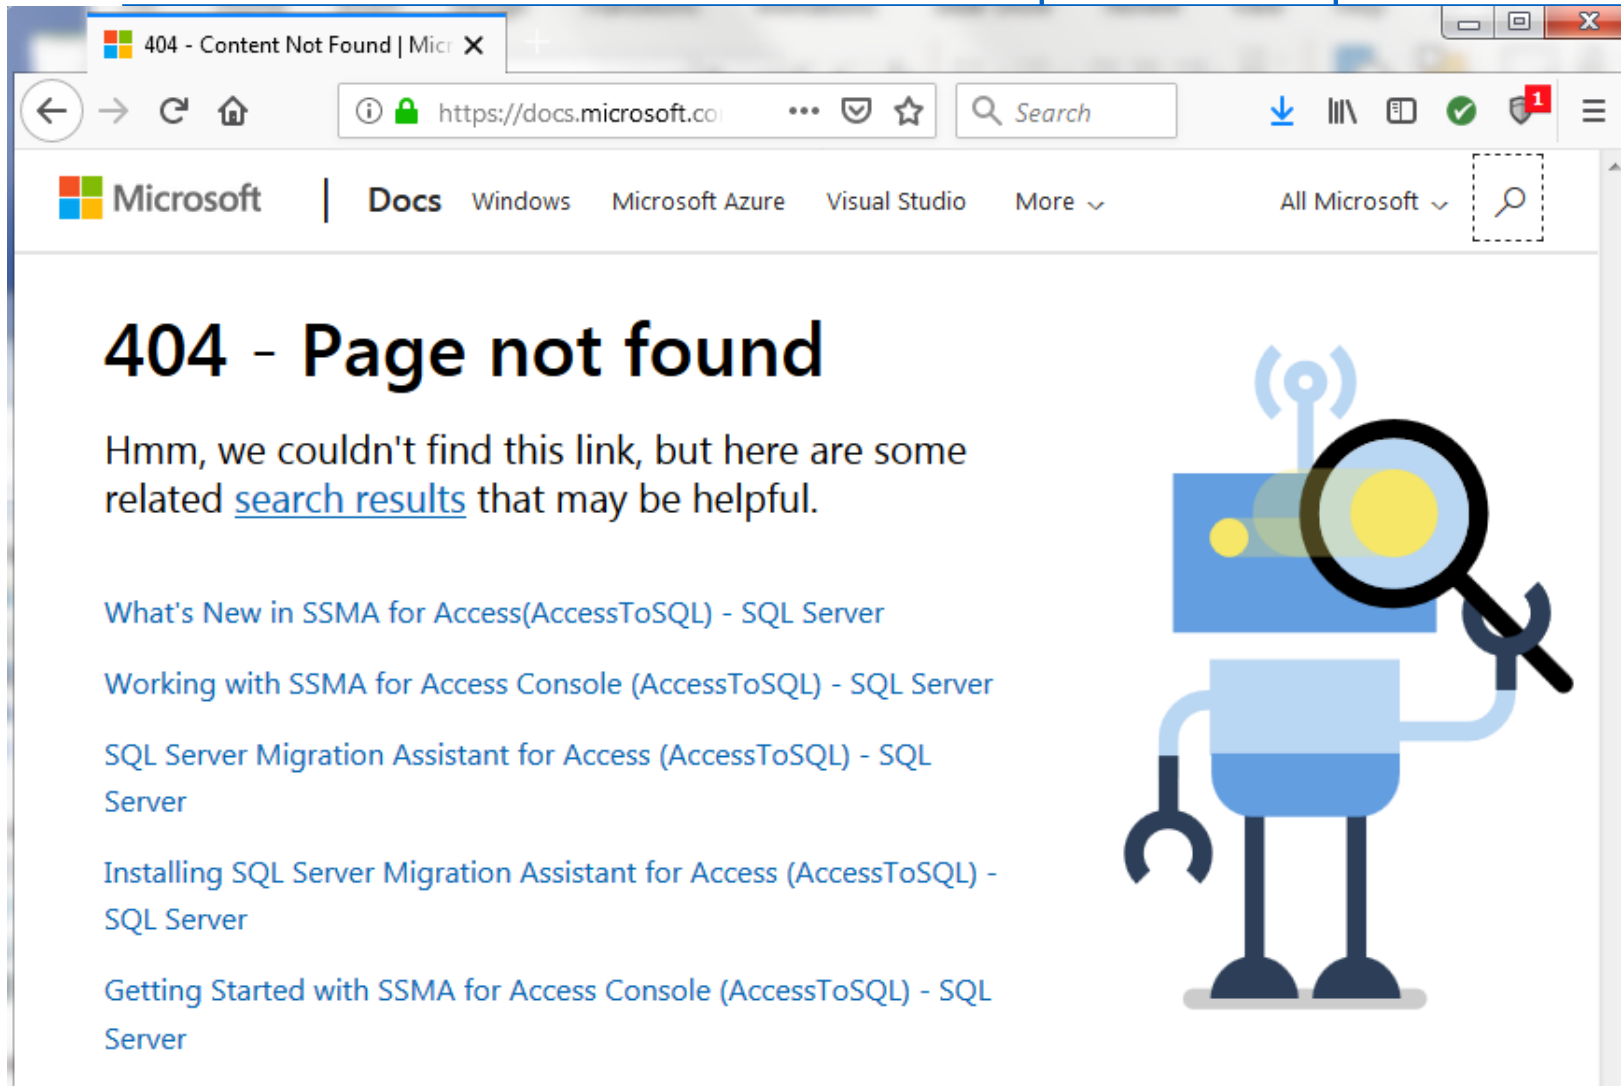 404 - Content Not Found | Micr
https://docs.microsoft.co
Search
1
Microsoft | Docs Windows Microsoft Azure Visual Studio More All Microsoft
404 - Page not found
Hmm, we couldn't find this link, but here are some
related search results that may be helpful.
What's New in SSMA for Access(AccessToSQL) - SQL Server
Working with SSMA for Access Console (AccessToSQL) - SQL Server
SQL Server Migration Assistant for Access (AccessToSQL) - SQL
Server
Installing SQL Server Migration Assistant for Access (AccessToSQL) -
SQL Server
Getting Started with SSMA for Access Console (AccessToSQL) - SQL
Server